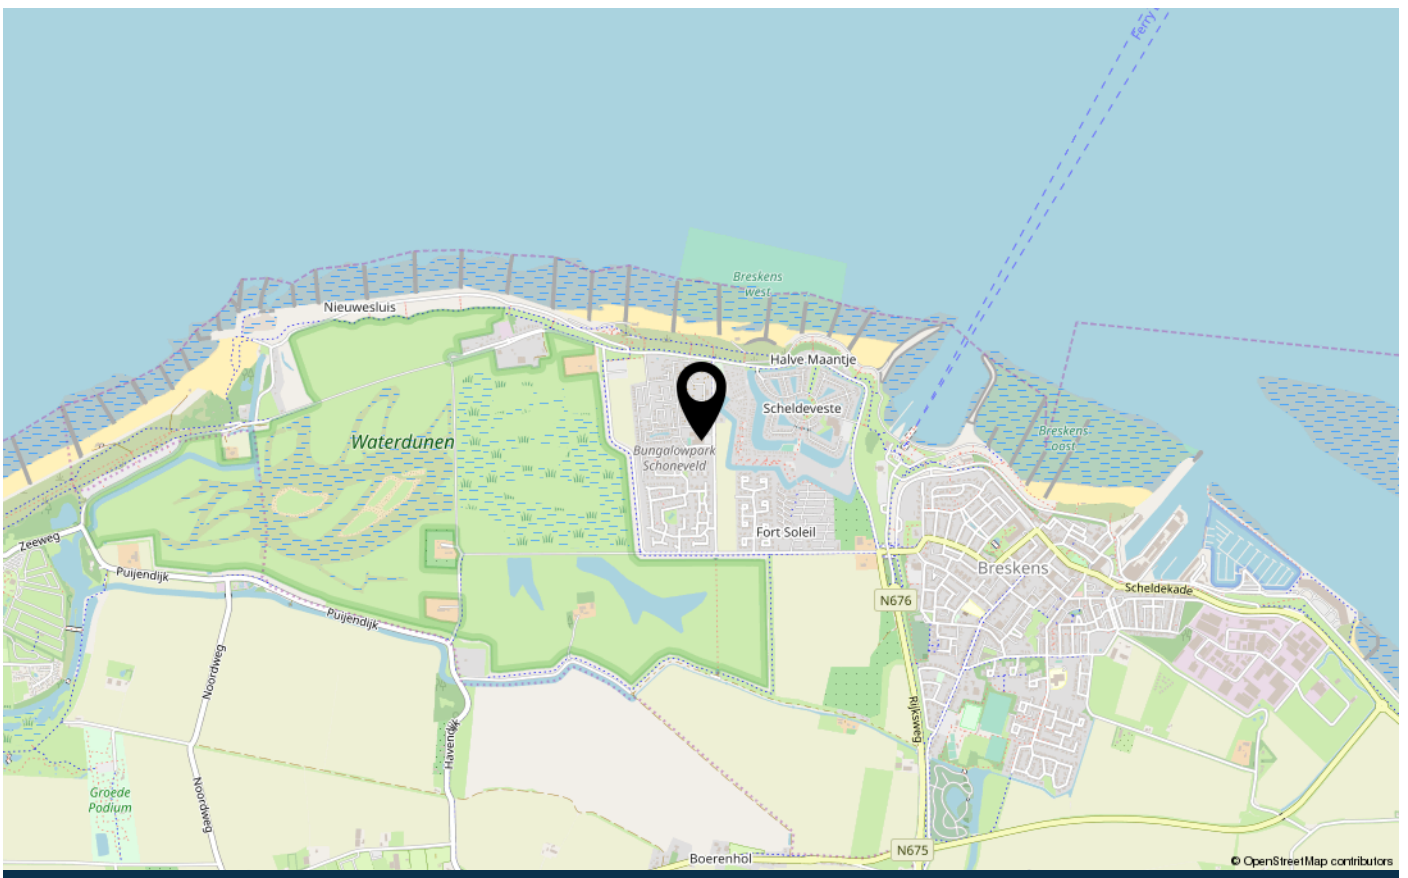 Ferry
Breskens
west
Nieuwesluis
Halve Maantje
Scheldeveste
Waterdunen
Breskens
oost
Bungalowpark
Schoneveld
Zeeweg
Fort Soleil
Breskens
Puijendijk
Scheldekade
N676
Puijendijk
Noordweg
Rijksweg
Havendijk
Groede
Podium
Noordweg
N675
Boerenhol
© OpenStreetMap contributors